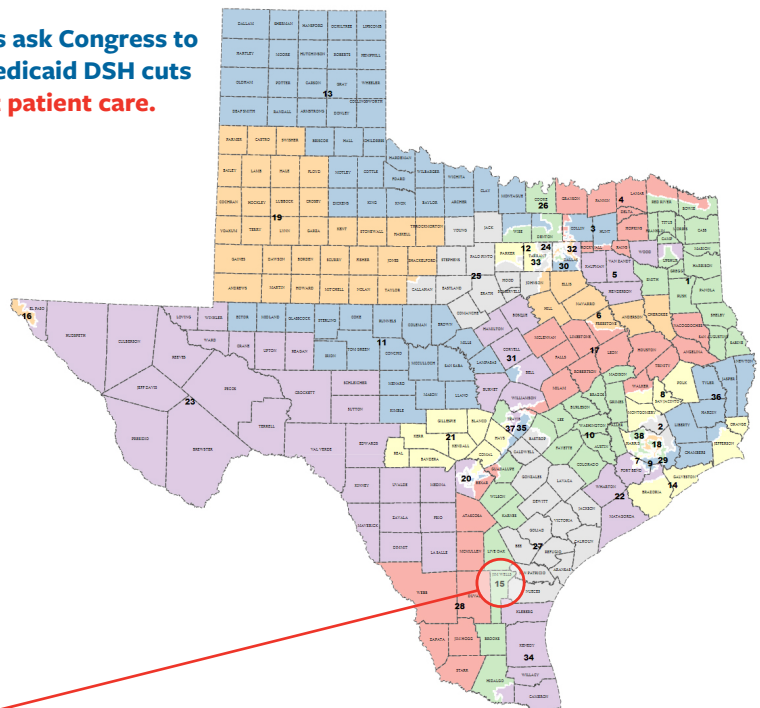 s ask Congress to
edicaid DSH cuts
t patient care.
DALLAM SHERMAN HANSFORD OCHILTREE LIPSCOMB
HARTLEY MOORE HUTCHINSON ROBERTS HEMPHILL
OLDHAM POTTER CARSON GRAY WHEELER
13
COLLINGSWORTH
DEAF SMITH RANDALL ARMSTRONG DONLEY
PARMER CASTRO SWISHER BRISCOE HALL CHILDRESS
HARDEMAN
BAILEY LAMB HALE FLOYD MOTLEY COTTLE
FOARD
WILBARGER WICHITA
COCHRAN HOCKLEY LUBBOCK CROSBY DICKENS KING KNOX BAYLOR ARCHER
CLAY MONTAGUE COOKE GRAYSON FANNIN LAMAR
RED RIVER BOWIE
26 4
19
YOAKUM TERRY LYNN GARZA KENT STONEWALL HASKELL THROCKMORTON YOUNG JACK WISE DENTON COLLIN 3 HUNT DELTA HOPKINS FRANKLIN TITUS CAMP MORRIS CASS
MARION
12 24 32
GAINES DAWSON BORDEN SCURRY FISHER JONES SHACKELFORD STEPHENS PALO PINTO PARKER TARRANT DALLAS ROCKWALL RAINS WOOD UPSHUR
33 30
KAUFMAN VAN ZANDT 5 SMITH GREGG HARRISON
1
25
ANDREWS MARTIN HOWARD MITCHELL NOLAN TAYLOR CALLAHAN EASTLAND ERATH HOOD SOMERVELL JOHNSON ELLIS HENDERSON RUSK PANOLA
16 EL PASO
HUDSPETH CULBERSON
LOVING WINKLER ECTOR MIDLAND GLASSCOCK STERLING COKE RUNNELS COLEMAN BROWN COMANCHE HAMILTON BOSQUE HILL NAVARRO 6 FREESTONE ANDERSON CHEROKEE NACOGDOCHES SHELBY
SAN AUGUSTINE SABINE
REEVES WARD CRANE UPTON REAGAN IRION TOM GREEN CONCHO 11 MCCULLOCH SAN SABA MILLS LAMPASAS CORYELL 31 MCLENNAN LIMESTONE 17 LEON HOUSTON ANGELINA
FALLS ROBERTSON TRINITY
BELL
JEFF DAVIS PECOS 23 CROCKETT SCHLEICHER MENARD MASON LLANO BURNET WILLIAMSON MILAM MADISON WALKER POLK TYLER JASPER NEWTON
36
SUTTON KIMBLE
8 SAN JACINTO
BRAZOS GRIMES BURLESON MONTGOMERY LIBERTY HARDIN ORANGE
PRESIDIO BREWSTER TERRELL VAL VERDE EDWARDS
GILLESPIE BLANCO TRAVIS 37 35 LEE WASHINGTON WALLER
KERR 21 KENDALL HAYS BASTROP 10 AUSTIN HARRIS 38 2 18 JEFFERSON
REAL BANDERA COMAL CALDWELL FAYETTE 7 9 29 CHAMBERS
COLORADO FORT BEND GALVESTON
20 BEXAR GUADALUPE GONZALES LAVACA WHARTON 22 BRAZORIA 14
KINNEY UVALDE MEDINA WILSON DEWITT JACKSON MATAGORDA
MAVERICK ZAVALA FRIO ATASCOSA KARNES GOLIAD VICTORIA
DIMMIT LA SALLE MCMULLEN LIVE OAK BEE 27 REFUGIO CALHOUN
ARANSAS
SAN PATRICIO
WEBB JIM WELLS
15
NUECES
28 KLEBERG
ZAPATA JIM HOGG BROOKS KENEDY
34
STARR HIDALGO WILLACY
CAMERON